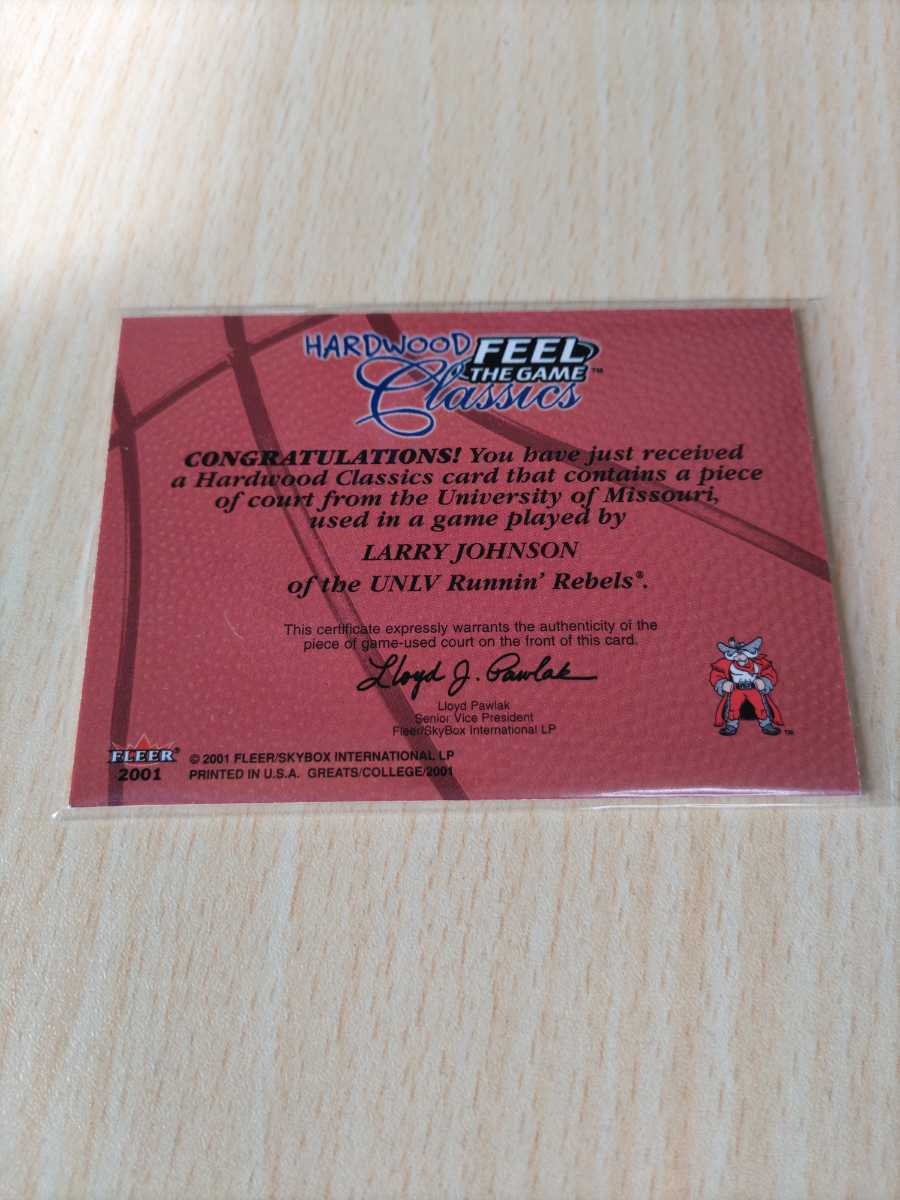 HARDWOOD FEEL
THE GAME™
Classics
CONGRATULATIONS! You have just received
a Hardwood Classics card that contains a piece
of court from the University of Missouri,
used in a game played by
LARRY JOHNSON
of the UNLV Runnin' Rebels®.
This certificate expressly warrants the authenticity of the
piece of game-used court on the front of this card.
Lloyd J. Pawlak
Lloyd Pawlak
Senior Vice President
Fleer/SkyBox International LP
™
FLEER®
2001
© 2001 FLEER/SKYBOX INTERNATIONAL LP
PRINTED IN U.S.A. GREATS/COLLEGE/2001